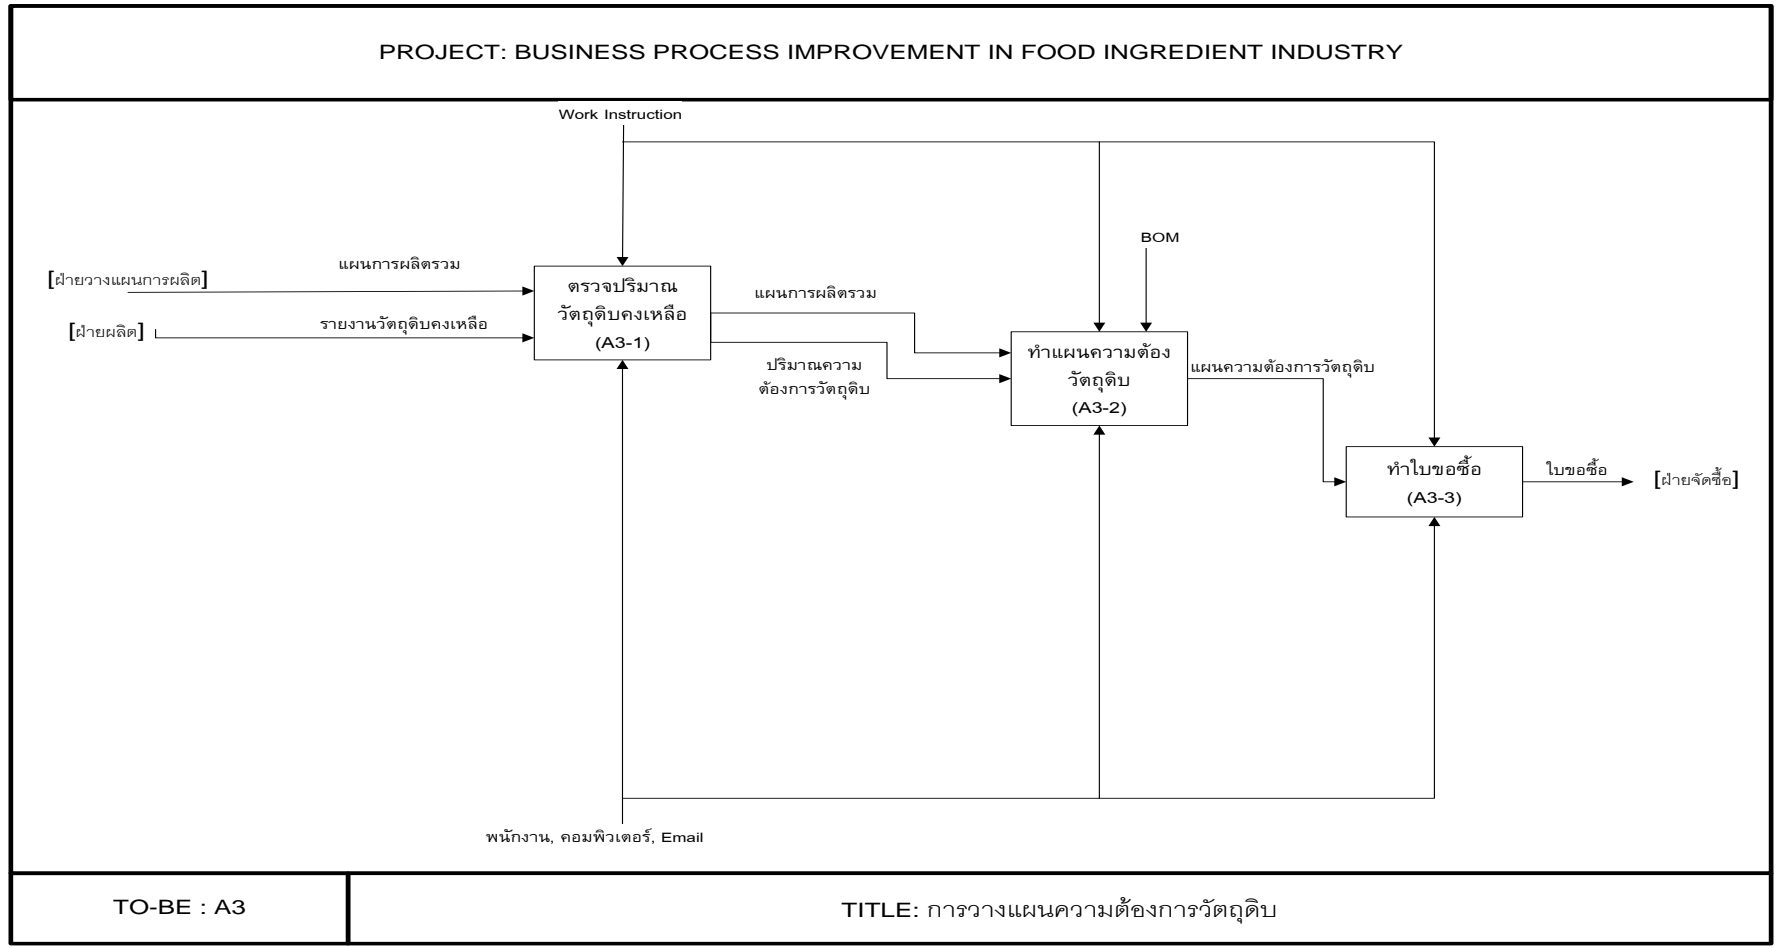 PROJECT: BUSINESS PROCESS IMPROVEMENT IN FOOD INGREDIENT INDUSTRY
Work Instruction
BOM
[ฝ่ายวางแผนการผลิต]
แผนการผลิตรวม
[ฝ่ายผลิต]
รายงานวัตถุดิบคงเหลือ
ตรวจปริมาณ
วัตถุดิบคงเหลือ
(A3-1)
แผนการผลิตรวม
ปริมาณความ
ต้องการวัตถุดิบ
ทำแผนความต้อง
วัตถุดิบ
(A3-2)
แผนความต้องการวัตถุดิบ
ทำใบขอซื้อ
(A3-3)
ใบขอซื้อ
[ฝ่ายจัดซื้อ]
พนักงาน, คอมพิวเตอร์, Email
TO-BE : A3
TITLE: การวางแผนความต้องการวัตถุดิบ